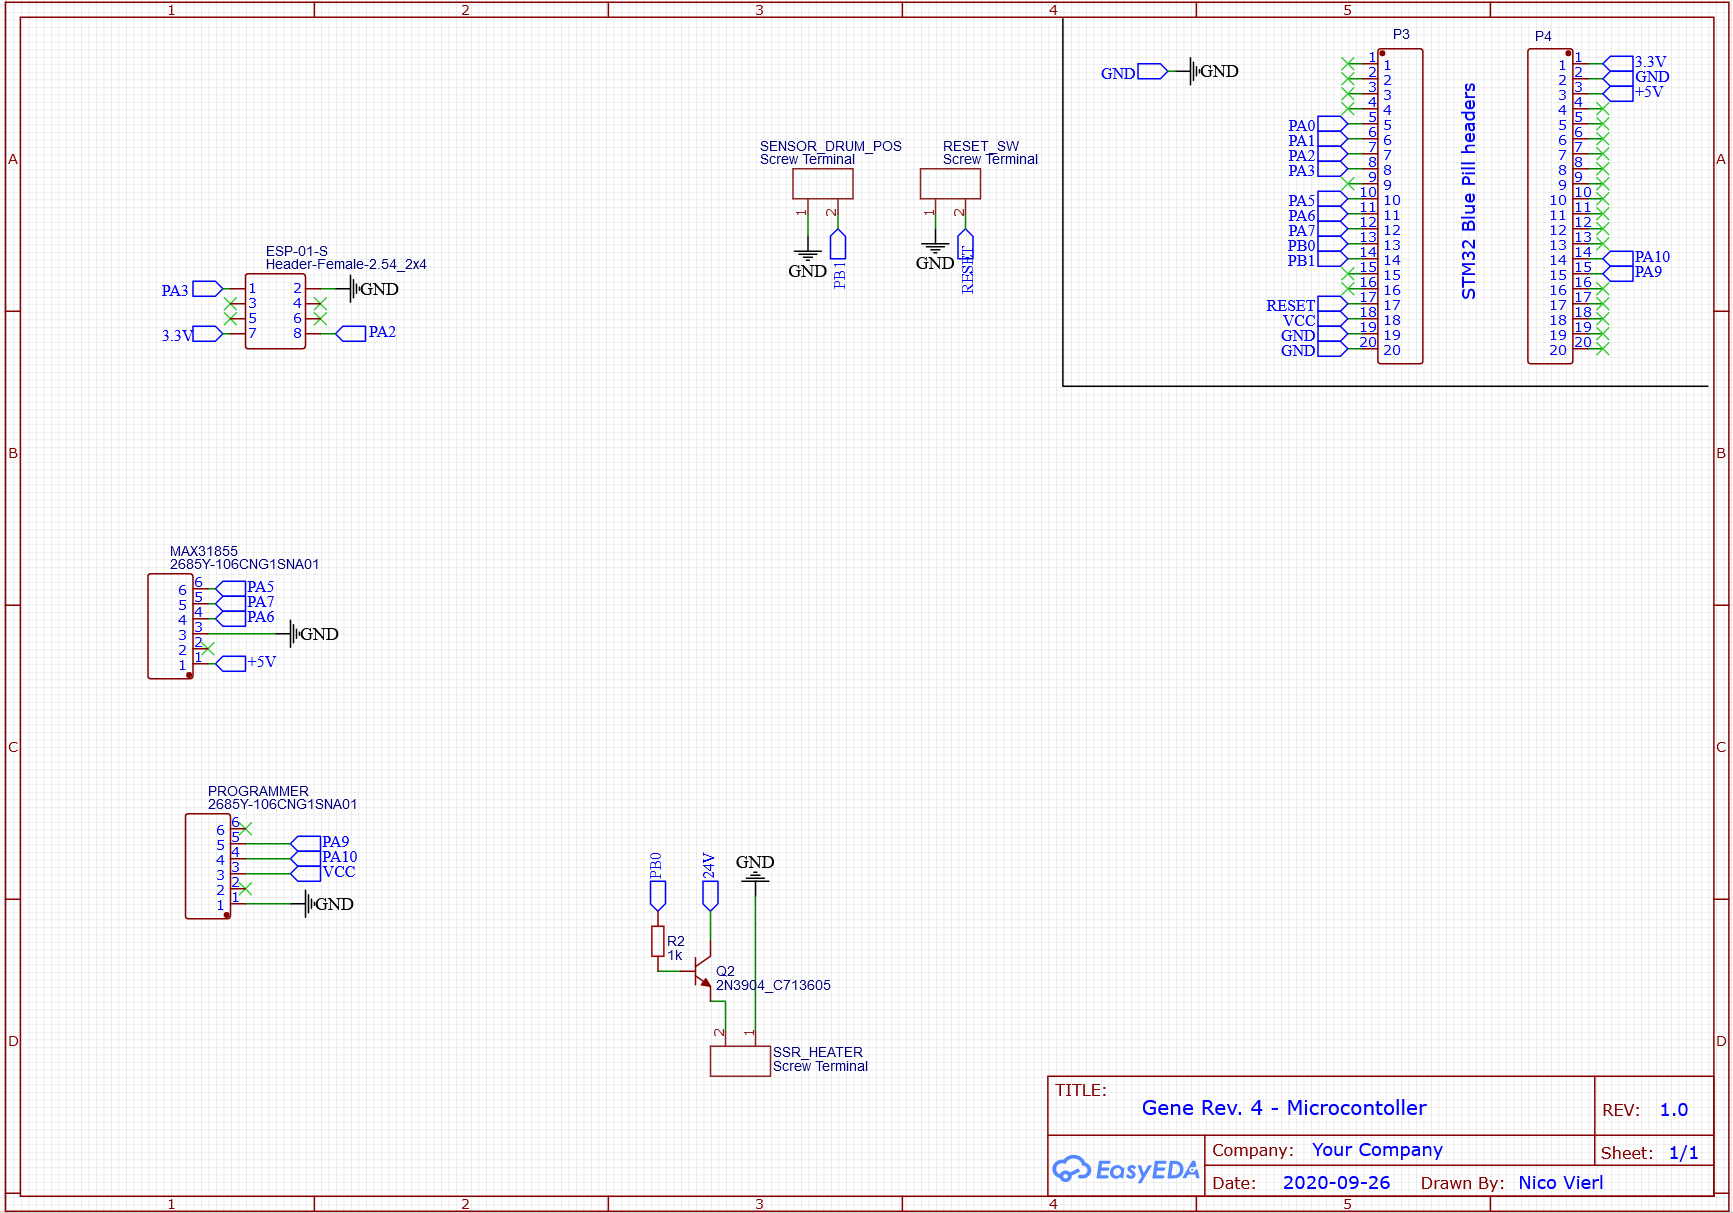 1 2 3 4 5
A A
B B
C C
D D
GND GND
P3
1 1
2 2
3 3
4 4
PA0 5 5
PA1 6 6
PA2 7 7
PA3 8 8
9 9
PA5 10 10
PA6 11 11
PA7 12 12
PB0 13 13
PB1 14 14
15 15
16 16
RESET 17 17
VCC 18 18
GND 19 19
GND 20 20
STM32 Blue Pill headers
P4
1 1 3.3V
2 2 GND
3 3 +5V
4 4
5 5
6 6
7 7
8 8
9 9
10 10
11 11
12 12
13 13
14 14 PA10
15 15 PA9
16 16
17 17
18 18
19 19
20 20
SENSOR_DRUM_POS
Screw Terminal
1 2
GND PB1
RESET_SW
Screw Terminal
1 2
GND RESET
ESP-01-S
Header-Female-2.54_2x4
PA3 1 2 GND
3 4
5 6
3.3V 7 8 PA2
MAX31855
2685Y-106CNG1SNA01
6 6 PA5
5 5 PA7
4 4 PA6
3 3 GND
2 2
1 1 +5V
PROGRAMMER
2685Y-106CNG1SNA01
6 6
5 5 PA9
4 4 PA10
3 3 VCC
2 2
1 1 GND
PB0 24V GND
R2
1k
Q2
2N3904_C713605
2 1
SSR_HEATER
Screw Terminal
TITLE:
Gene Rev. 4 - Microcontoller
REV: 1.0
EasyEDA
Company: Your Company
Sheet: 1/1
Date: 2020-09-26 Drawn By: Nico Vierl
1 2 3 4 5